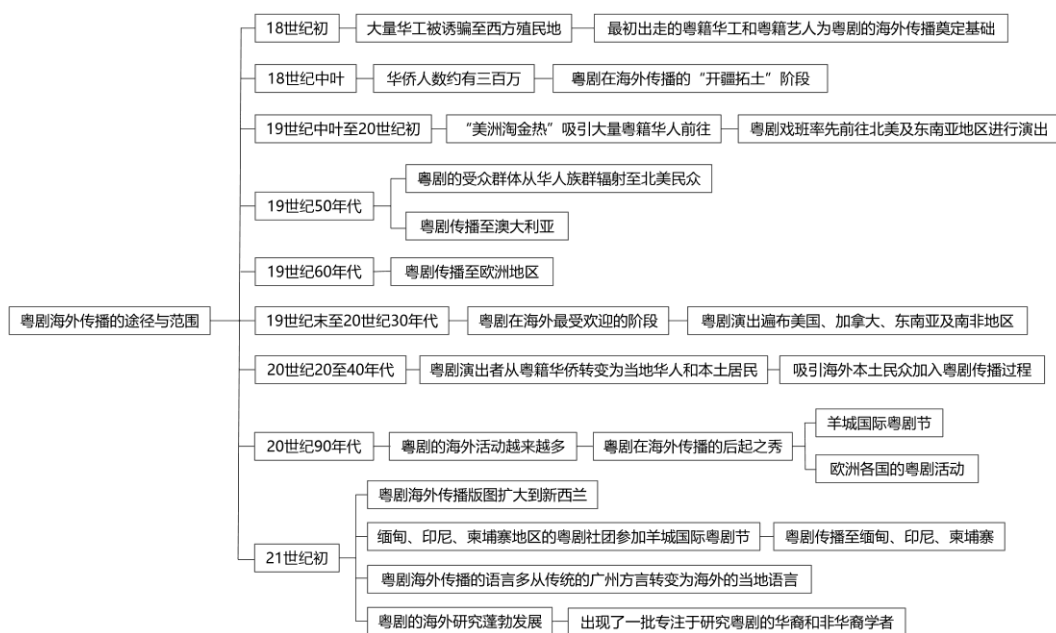 18世纪初
大量华工被诱骗至西方殖民地
最初出走的粤籍华工和粤籍艺人为粤剧的海外传播奠定基础
18世纪中叶
华侨人数约有三百万
粤剧在海外传播的“开疆拓土”阶段
19世纪中叶至20世纪初
“美洲淘金热”吸引大量粤籍华人前往
粤剧戏班率先前往北美及东南亚地区进行演出
19世纪50年代
粤剧的受众群体从华人族群辐射至北美民众
粤剧传播至澳大利亚
19世纪60年代
粤剧传播至欧洲地区
粤剧海外传播的途径与范围
19世纪末至20世纪30年代
粤剧在海外最受欢迎的阶段
粤剧演出遍布美国、加拿大、东南亚及南非地区
20世纪20至40年代
粤剧演出者从粤籍华侨转变为当地华人和本土居民
吸引海外本土民众加入粤剧传播过程
20世纪90年代
粤剧的海外活动越来越多
粤剧在海外传播的后起之秀
羊城国际粤剧节
欧洲各国的粤剧活动
21世纪初
粤剧海外传播版图扩大到新西兰
缅甸、印尼、柬埔寨地区的粤剧社团参加羊城国际粤剧节
粤剧传播至缅甸、印尼、柬埔寨
粤剧海外传播的语言多从传统的广州方言转变为海外的当地语言
粤剧的海外研究蓬勃发展
出现了一批专注于研究粤剧的华裔和非华裔学者